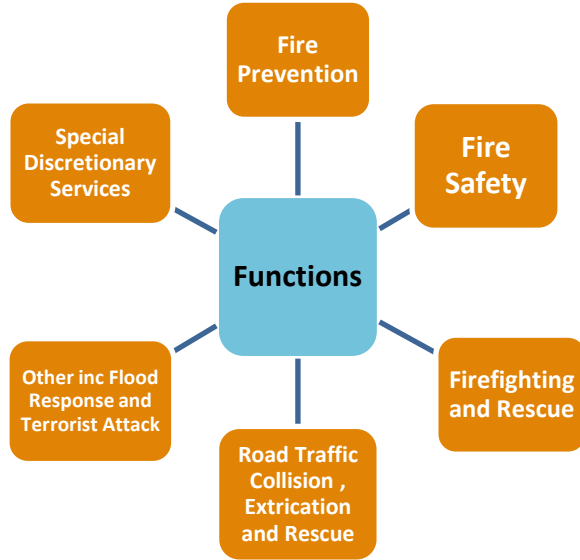 Fire
Prevention
Special
Discretionary
Services
Fire
Safety
Functions
Other inc Flood
Response and
Terrorist Attack
Firefighting
and Rescue
Road Traffic
Collision ,
Extrication
and Rescue